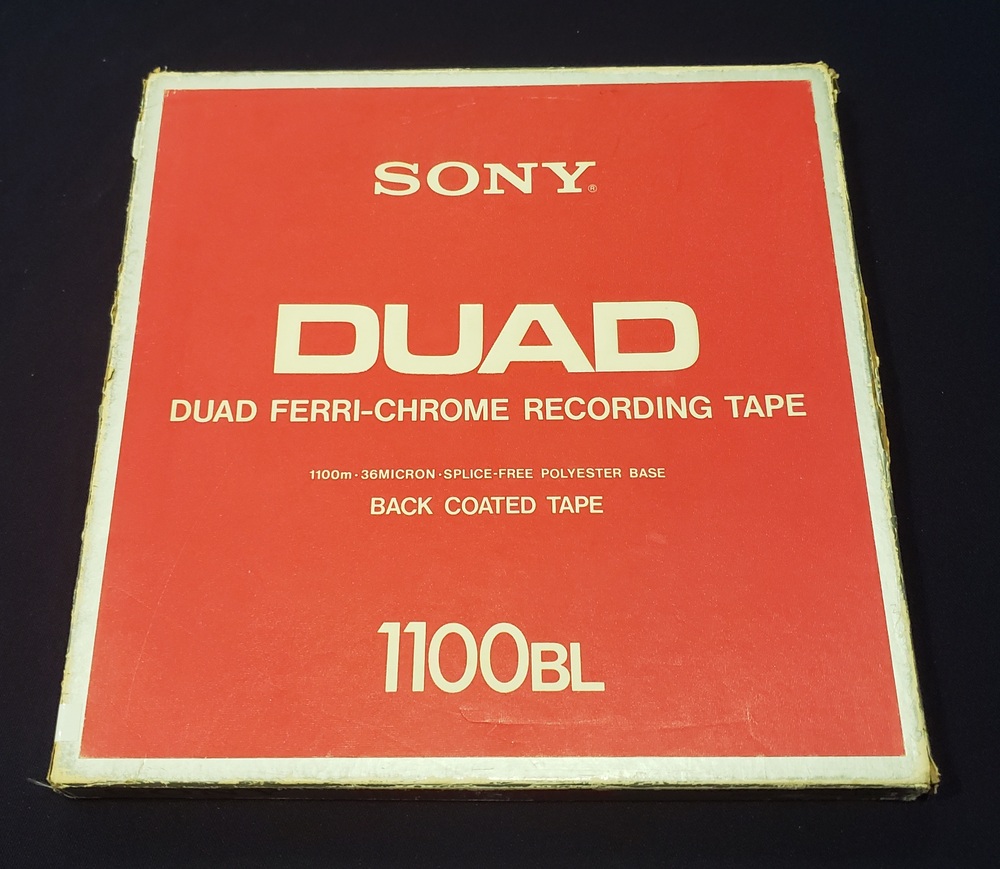 SONY®
DUAD
DUAD FERRI-CHROME RECORDING TAPE
1100m·36MICRON·SPLICE-FREE POLYESTER BASE
BACK COATED TAPE
1100BL